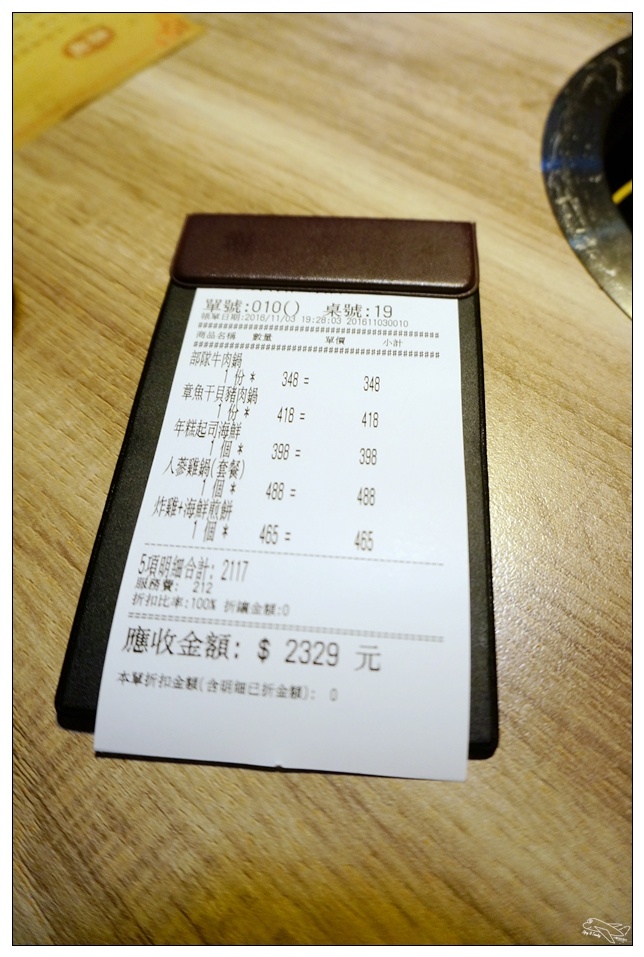 單號:010()　桌號:19
帳單日期:2016/11/03 19:28:03 201611030010
商品名稱 數量 單價 小計
部隊牛肉鍋
1 份 * 348 = 348
章魚干貝豬肉鍋
1 份 * 418 = 418
年糕起司海鮮
1 個 * 398 = 398
人蔘雞鍋(套餐)
1 個 * 488 = 488
炸雞+海鮮煎餅
1 個 * 465 = 465
5項明細合計: 2117
服務費: 212
折扣比率:100% 折讓金額:0
應收金額: $ 2329 元
本單折扣金額(含明細已折金額): 0